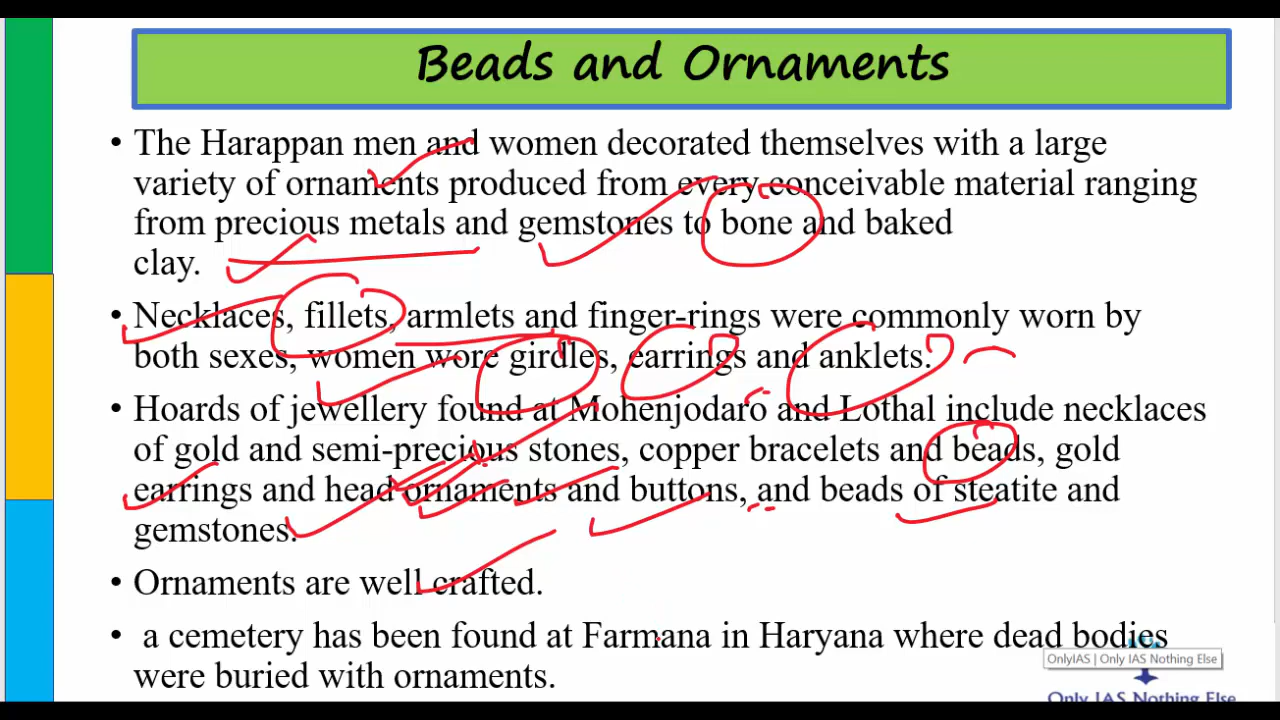 Beads and Ornaments
• The Harappan men and women decorated themselves with a large
variety of ornaments produced from every conceivable material ranging
from precious metals and gemstones to bone and baked
clay.
• Necklaces, fillets, armlets and finger-rings were commonly worn by
both sexes, women wore girdles, earrings and anklets.
• Hoards of jewellery found at Mohenjodaro and Lothal include necklaces
of gold and semi-precious stones, copper bracelets and beads, gold
earrings and head ornaments and buttons, and beads of steatite and
gemstones.
• Ornaments are well crafted.
• a cemetery has been found at Farmana in Haryana where dead bodies
were buried with ornaments.
OnlyIAS | Only IAS Nothing Else
Only IAS Nothing Else